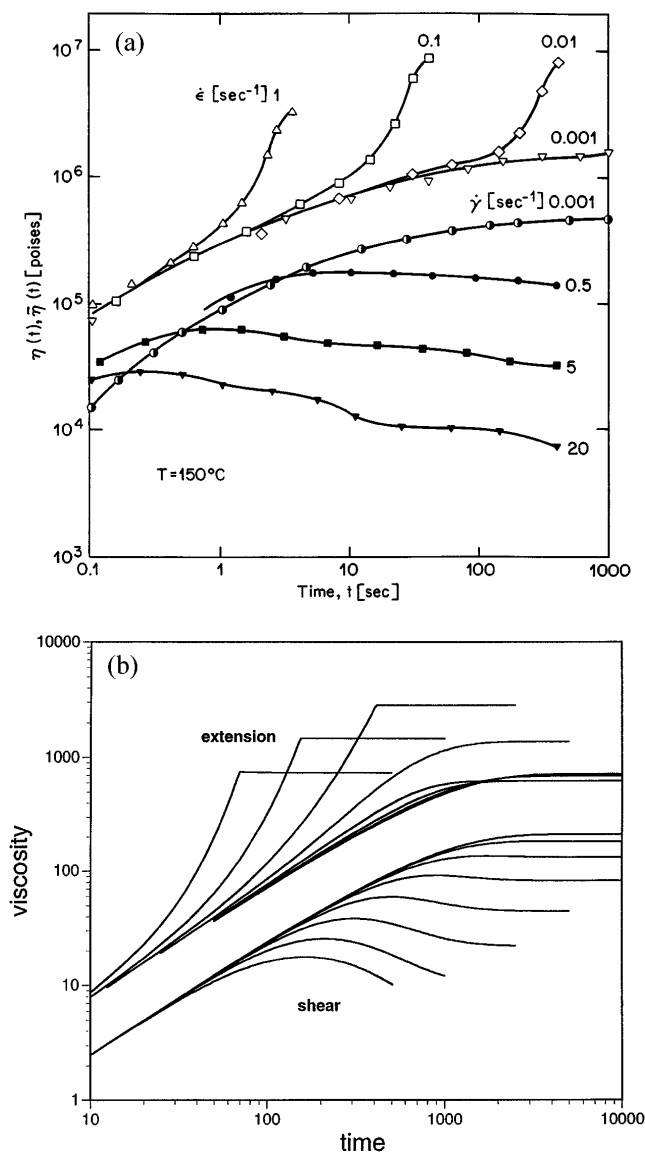 (a)
10⁷
0.1
0.01
ε̇ [sec⁻¹] 1
10⁶
0.001
γ̇ [sec⁻¹] 0.001
η (t), η̄ (t) [poises]
10⁵
0.5
5
10⁴
20
T=150°C
10³
0.1
1
10
100
1000
Time, t [sec]
10000
(b)
extension
1000
viscosity
100
10
shear
1
10
100
1000
10000
time